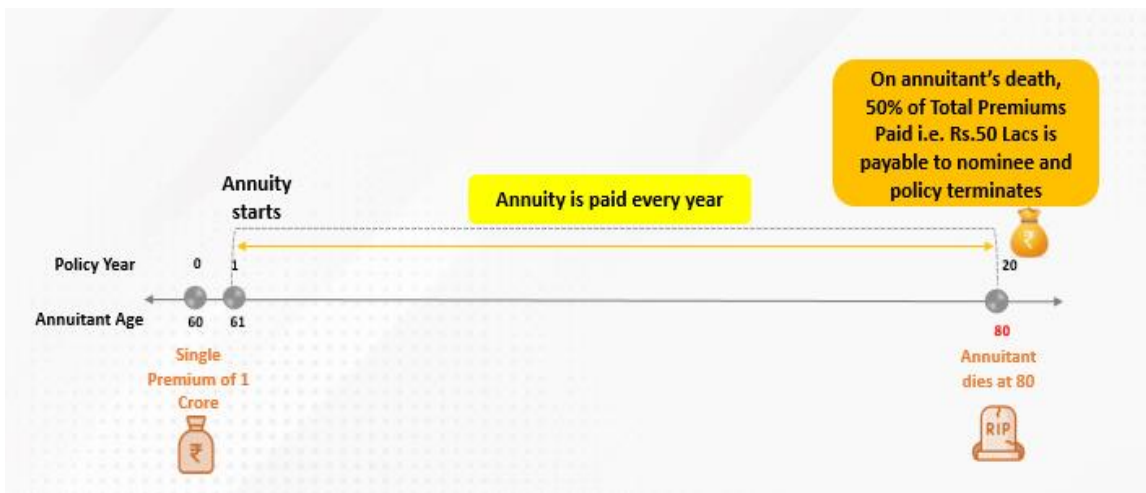 On annuitant's death,
50% of Total Premiums
Paid i.e. Rs.50 Lacs is
payable to nominee and
policy terminates
Annuity
starts
Annuity is paid every year
₹
Policy Year 0 1 20
Annuitant Age 60 61 80
Single
Premium of 1
Crore
₹
Annuitant
dies at 80
RIP